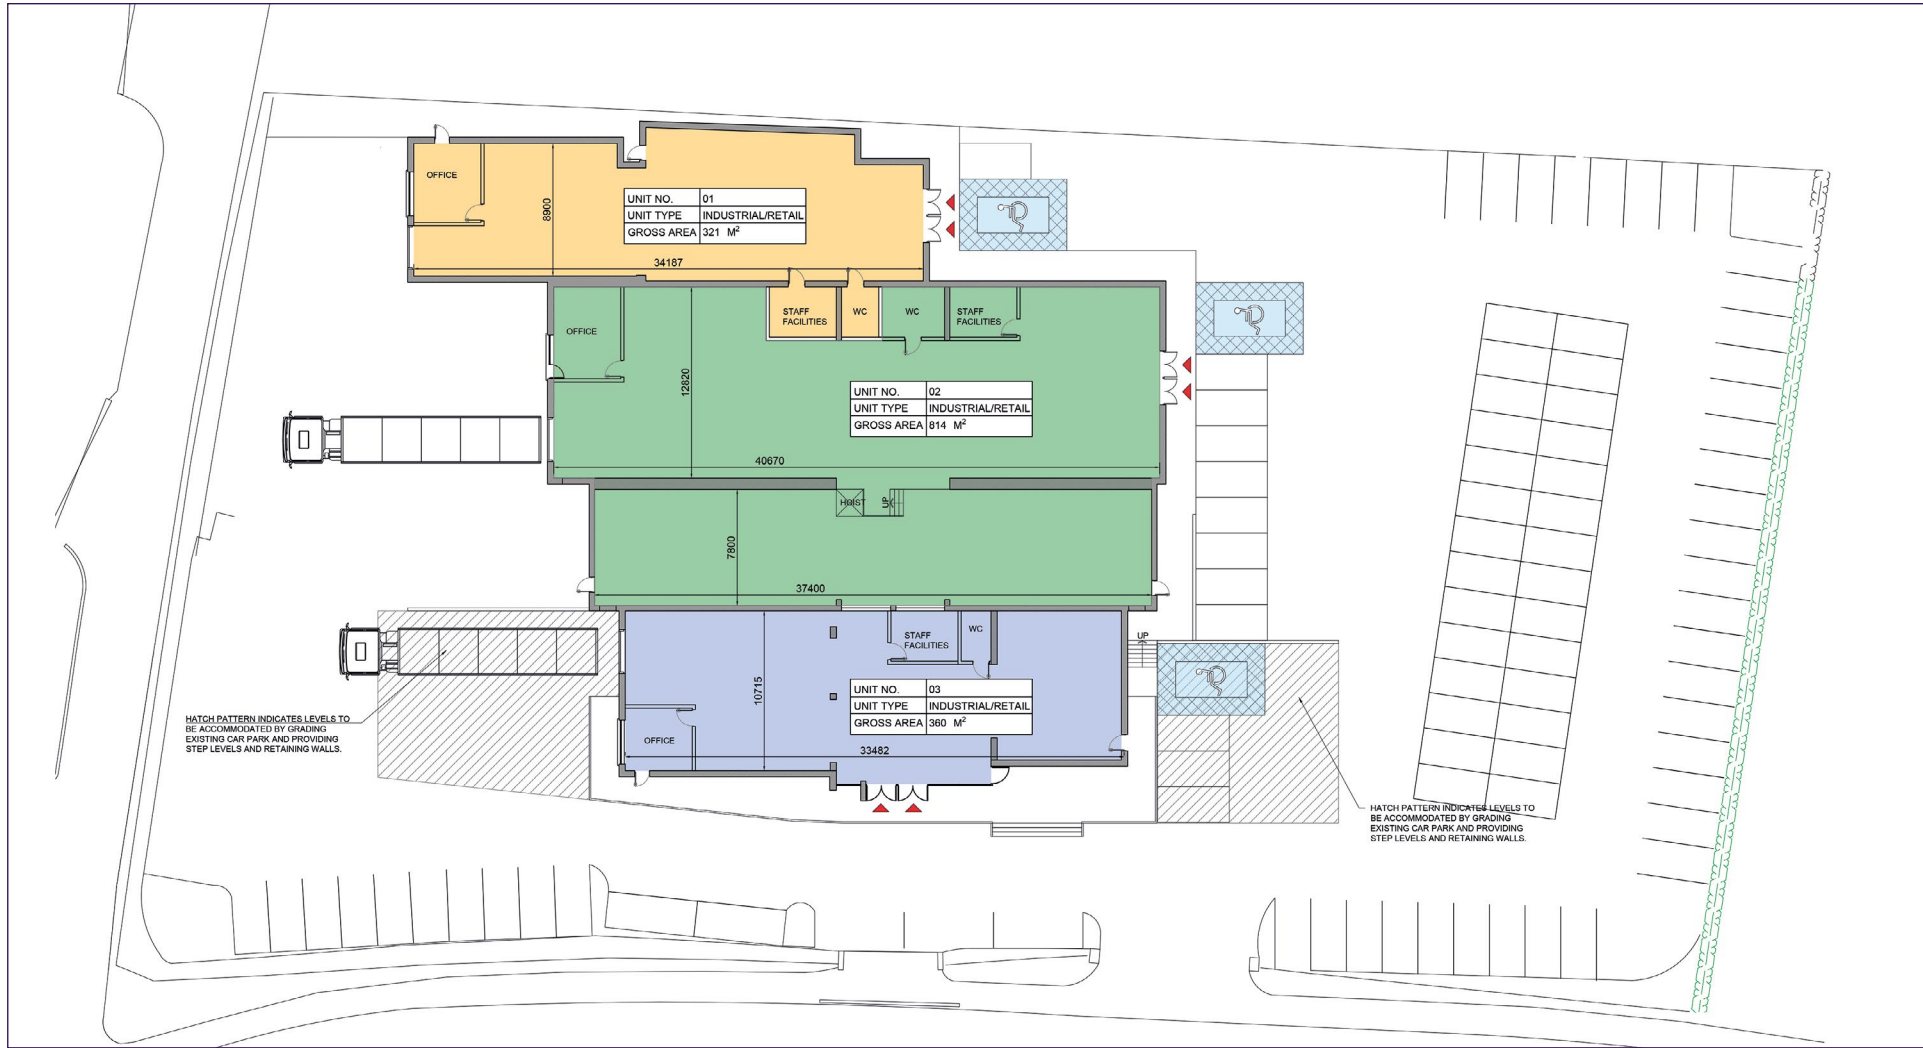 OFFICE
8900
UNIT NO. 01
UNIT TYPE INDUSTRIAL/RETAIL
GROSS AREA 321 M²
34187
STAFF
FACILITIES
WC
WC
STAFF
FACILITIES
OFFICE
12820
UNIT NO. 02
UNIT TYPE INDUSTRIAL/RETAIL
GROSS AREA 814 M²
40670
HOIST
UP
7800
37400
STAFF
FACILITIES
WC
UP
10715
UNIT NO. 03
UNIT TYPE INDUSTRIAL/RETAIL
GROSS AREA 360 M²
OFFICE
33482
HATCH PATTERN INDICATES LEVELS TO
BE ACCOMMODATED BY GRADING
EXISTING CAR PARK AND PROVIDING
STEP LEVELS AND RETAINING WALLS.
HATCH PATTERN INDICATES LEVELS TO
BE ACCOMMODATED BY GRADING
EXISTING CAR PARK AND PROVIDING
STEP LEVELS AND RETAINING WALLS.